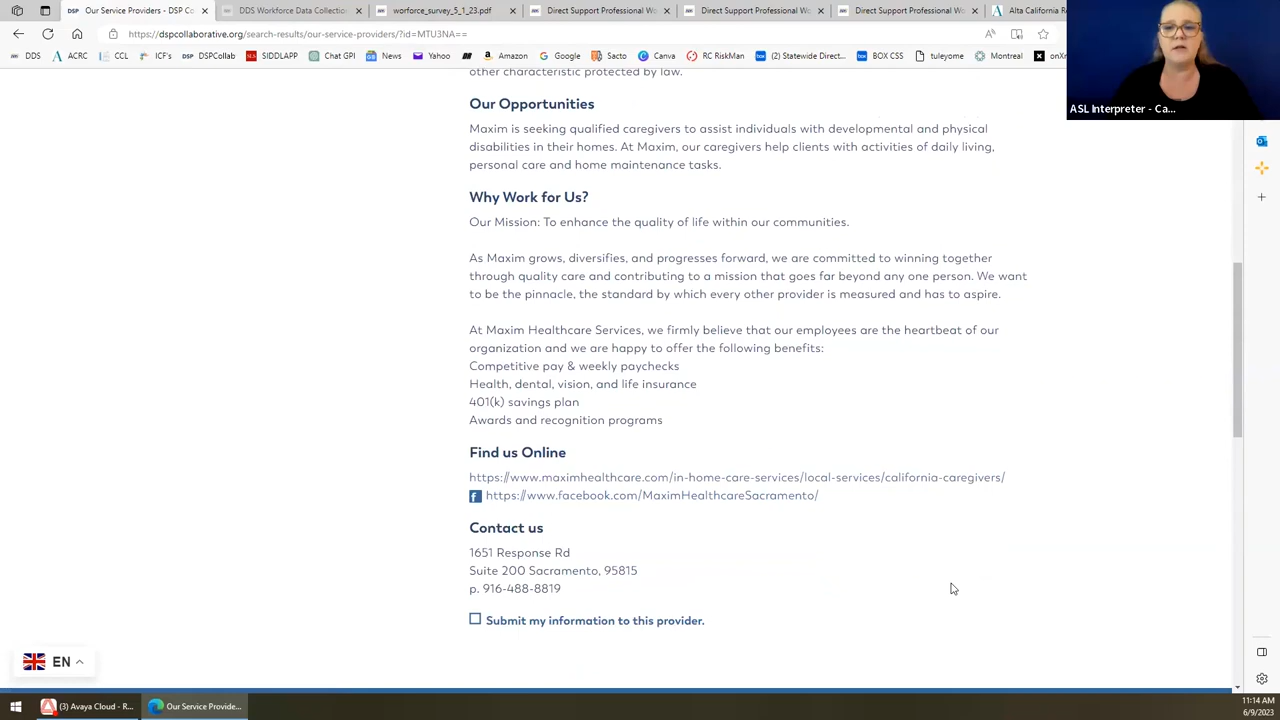 Our Service Providers - DSP Co
DDS Workforce Data Collection
worforce_survey_5_1_23.pdf
Direct Support Professional Wo
Direct Support Professional Wo
Direct Support Professional Wo
Alta California Re
https://dspcollaborative.org/search-results/our-service-providers/?id=MTU3NA==
DDS
ACRC
CCL
ICF's
DSPCollab
SIDDLAPP
Chat GPI
News
Yahoo
Amazon
Google
Sacto
Canva
RC RiskMan
(2) Statewide Direct...
BOX CSS
tuleyome
Montreal
onX
ASL Interpreter - Ca...
other characteristic protected by law.
Our Opportunities
Maxim is seeking qualified caregivers to assist individuals with developmental and physical
disabilities in their homes. At Maxim, our caregivers help clients with activities of daily living,
personal care and home maintenance tasks.
Why Work for Us?
Our Mission: To enhance the quality of life within our communities.
As Maxim grows, diversifies, and progresses forward, we are committed to winning together
through quality care and contributing to a mission that goes far beyond any one person. We want
to be the pinnacle, the standard by which every other provider is measured and has to aspire.
At Maxim Healthcare Services, we firmly believe that our employees are the heartbeat of our
organization and we are happy to offer the following benefits:
Competitive pay & weekly paychecks
Health, dental, vision, and life insurance
401(k) savings plan
Awards and recognition programs
Find us Online
https://www.maximhealthcare.com/in-home-care-services/local-services/california-caregivers/
https://www.facebook.com/MaximHealthcareSacramento/
Contact us
1651 Response Rd
Suite 200 Sacramento, 95815
p. 916-488-8819
Submit my information to this provider.
EN
(3) Avaya Cloud - R...
Our Service Provide...
11:14 AM
6/9/2023